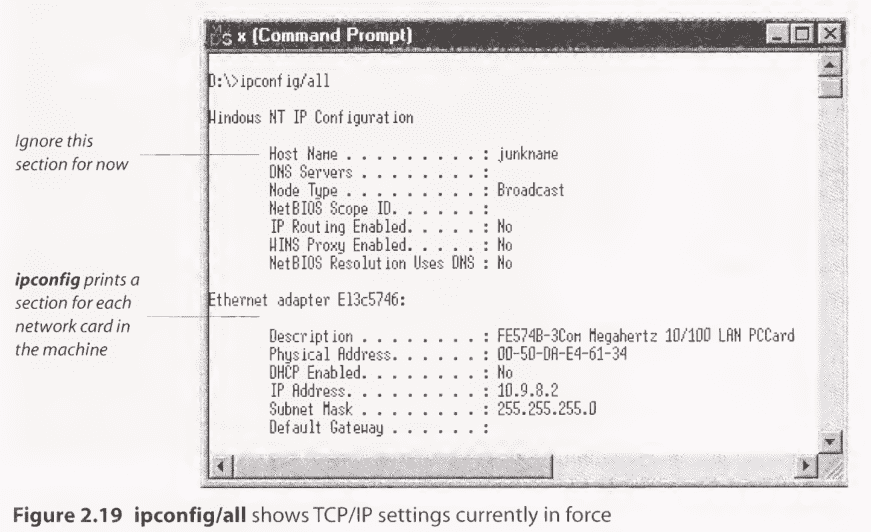 x (Command Prompt)
D:\>ipconfig/all
Windows NT IP Configuration
Ignore this
section for now
Host Name . . . . . . . . . : junkname
DNS Servers . . . . . . . . :
Node Type . . . . . . . . . : Broadcast
NetBIOS Scope ID. . . . . . :
IP Routing Enabled. . . . . : No
WINS Proxy Enabled. . . . . : No
NetBIOS Resolution Uses DNS : No
ipconfig prints a
section for each
network card in
the machine
Ethernet adapter El3c5746:
Description . . . . . . . . : FE574B-3Com Megahertz 10/100 LAN PCCard
Physical Address. . . . . . : 00-50-DA-E4-61-34
DHCP Enabled. . . . . . . . : No
IP Address. . . . . . . . . : 10.9.8.2
Subnet Mask . . . . . . . . : 255.255.255.0
Default Gateway . . . . . . :
Figure 2.19 ipconfig/all shows TCP/IP settings currently in force